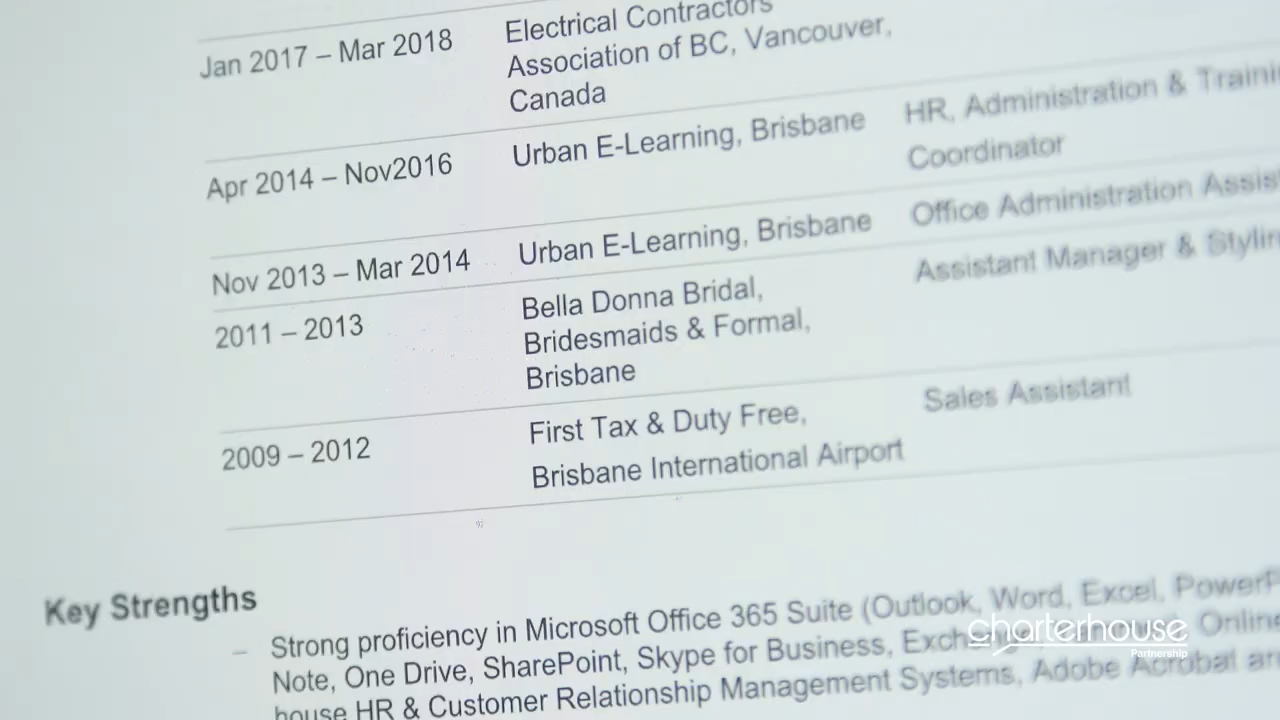 Jan 2017 – Mar 2018 Electrical Contractors
Association of BC, Vancouver,
Canada
Apr 2014 – Nov2016 Urban E-Learning, Brisbane HR, Administration &
Coordinator
Nov 2013 – Mar 2014 Urban E-Learning, Brisbane Office Administration
2011 – 2013 Bella Donna Bridal, Assistant Manager &
Bridesmaids & Formal,
Brisbane
2009 – 2012 First Tax & Duty Free, Sales Assistant
Brisbane International Airport
Key Strengths
– Strong proficiency in Microsoft Office 365 Suite (Outlook, Word, Excel,
Note, One Drive, SharePoint, Skype for Business,
house HR & Customer Relationship Management Systems, Adobe Acrobat
charterhouse
Partnership